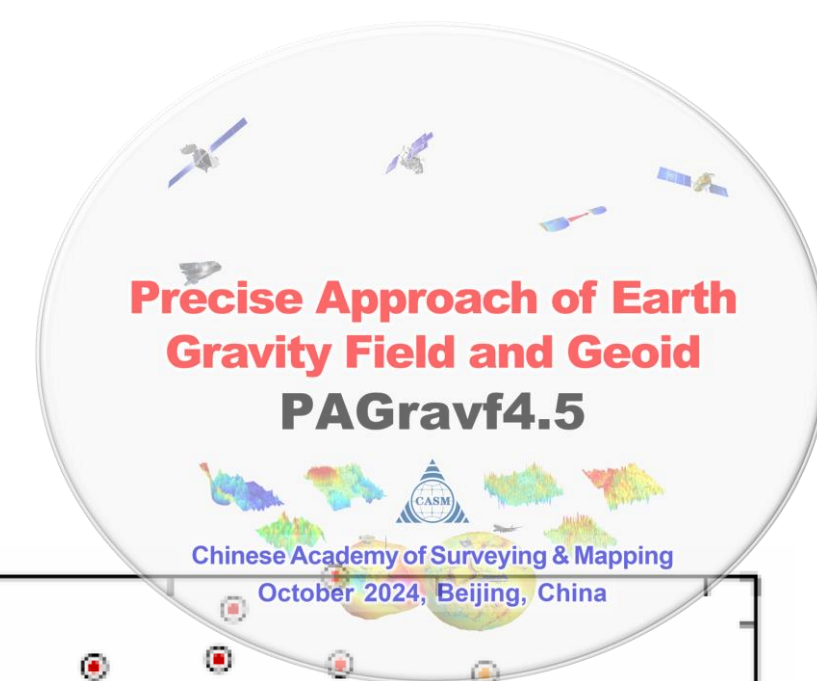 Precise Approach of Earth
Gravity Field and Geoid
PAGravf4.5
CASM
Chinese Academy of Surveying & Mapping
October 2024, Beijing, China